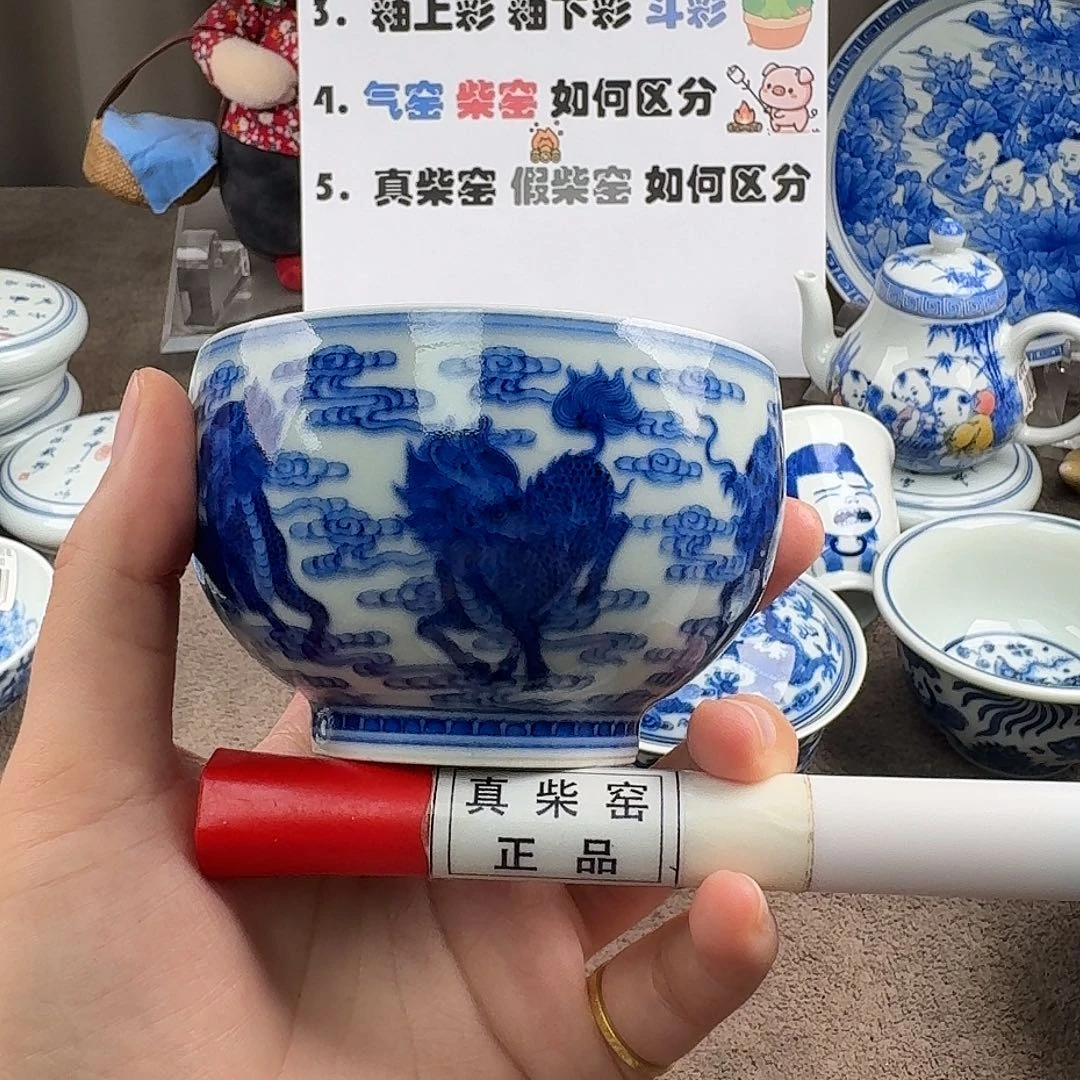 3. 釉上彩 釉下彩 斗彩
4. 气窑 柴窑 如何区分
5. 真柴窑 假柴窑 如何区分
真柴窑
正品